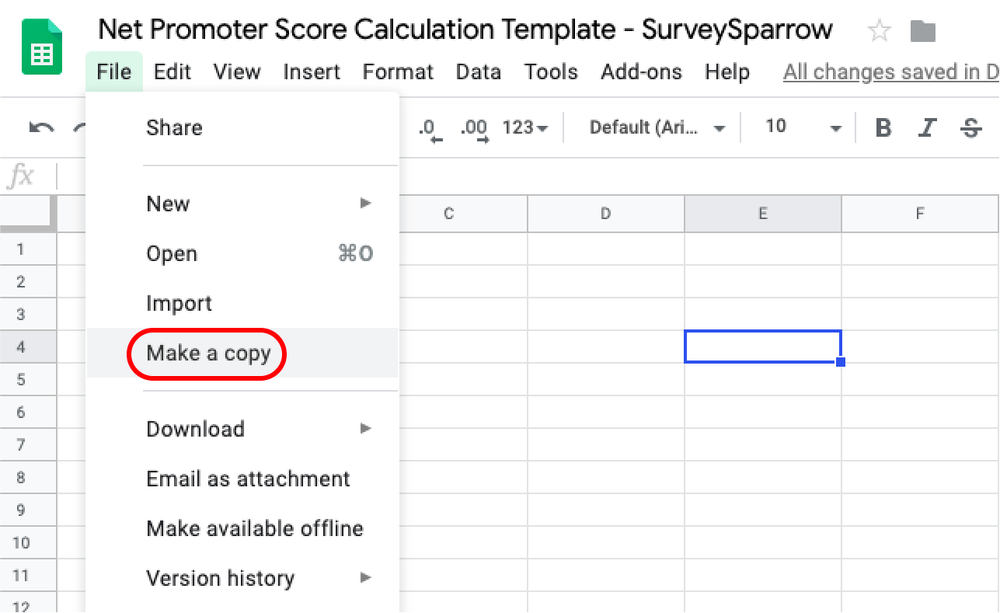 Net Promoter Score Calculation Template - SurveySparrow
File Edit View Insert Format Data Tools Add-ons Help All changes saved in D
.0 .00 123 Default (Ari... 10 B I S
fx
C D E F
Share
New
Open ⌘O
Import
Make a copy
Download
Email as attachment
Make available offline
Version history
1
2
3
4
5
6
7
8
9
10
11
12